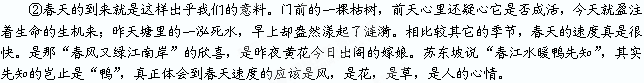 ②春天的到来就是这样出乎我们的意料。门前的一棵枯树，前天心里还疑心它是否成活，今天就盈注
着生命的生机来；昨天塘里的一泓死水，早上却盎然漾起了涟漪。相比较其它的季节，春天的速度真是很
快。是那“春风又绿江南岸”的欣喜，是昨夜黄花今日出阁的嫁娘。苏东坡说“春江水暖鸭先知”，其实
先知的岂止是“鸭”，真正体会到春天速度的应该是风，是花，是草，是人的心情。